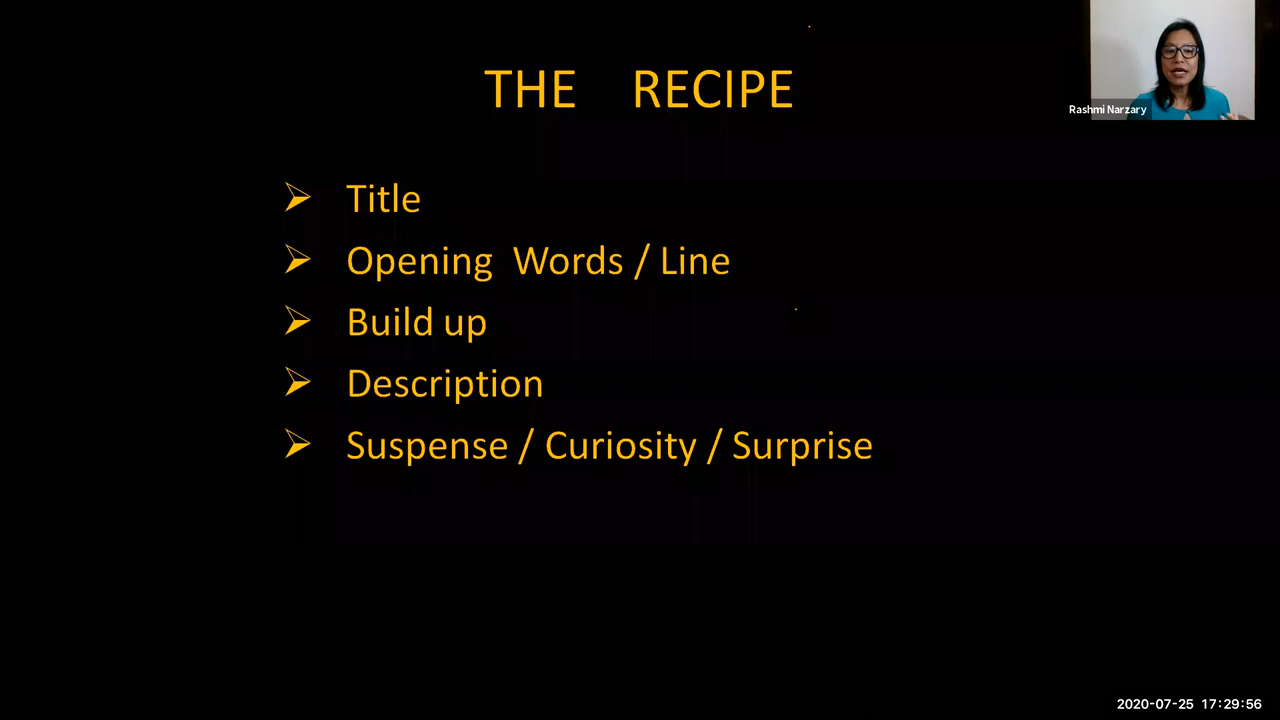 THE RECIPE
Rashmi Narzary
➢ Title
➢ Opening Words / Line
➢ Build up
➢ Description
➢ Suspense / Curiosity / Surprise
2020-07-25 17:29:56